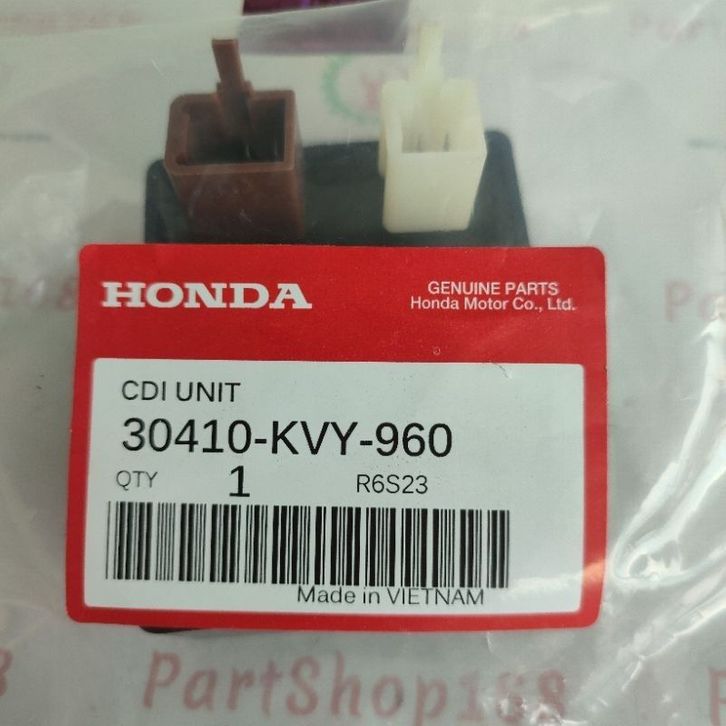 HONDA
GENUINE PARTS
Honda Motor Co., Ltd.
CDI UNIT
30410-KVY-960
QTY 1 R6S23
Made in VIETNAM
PartShop168